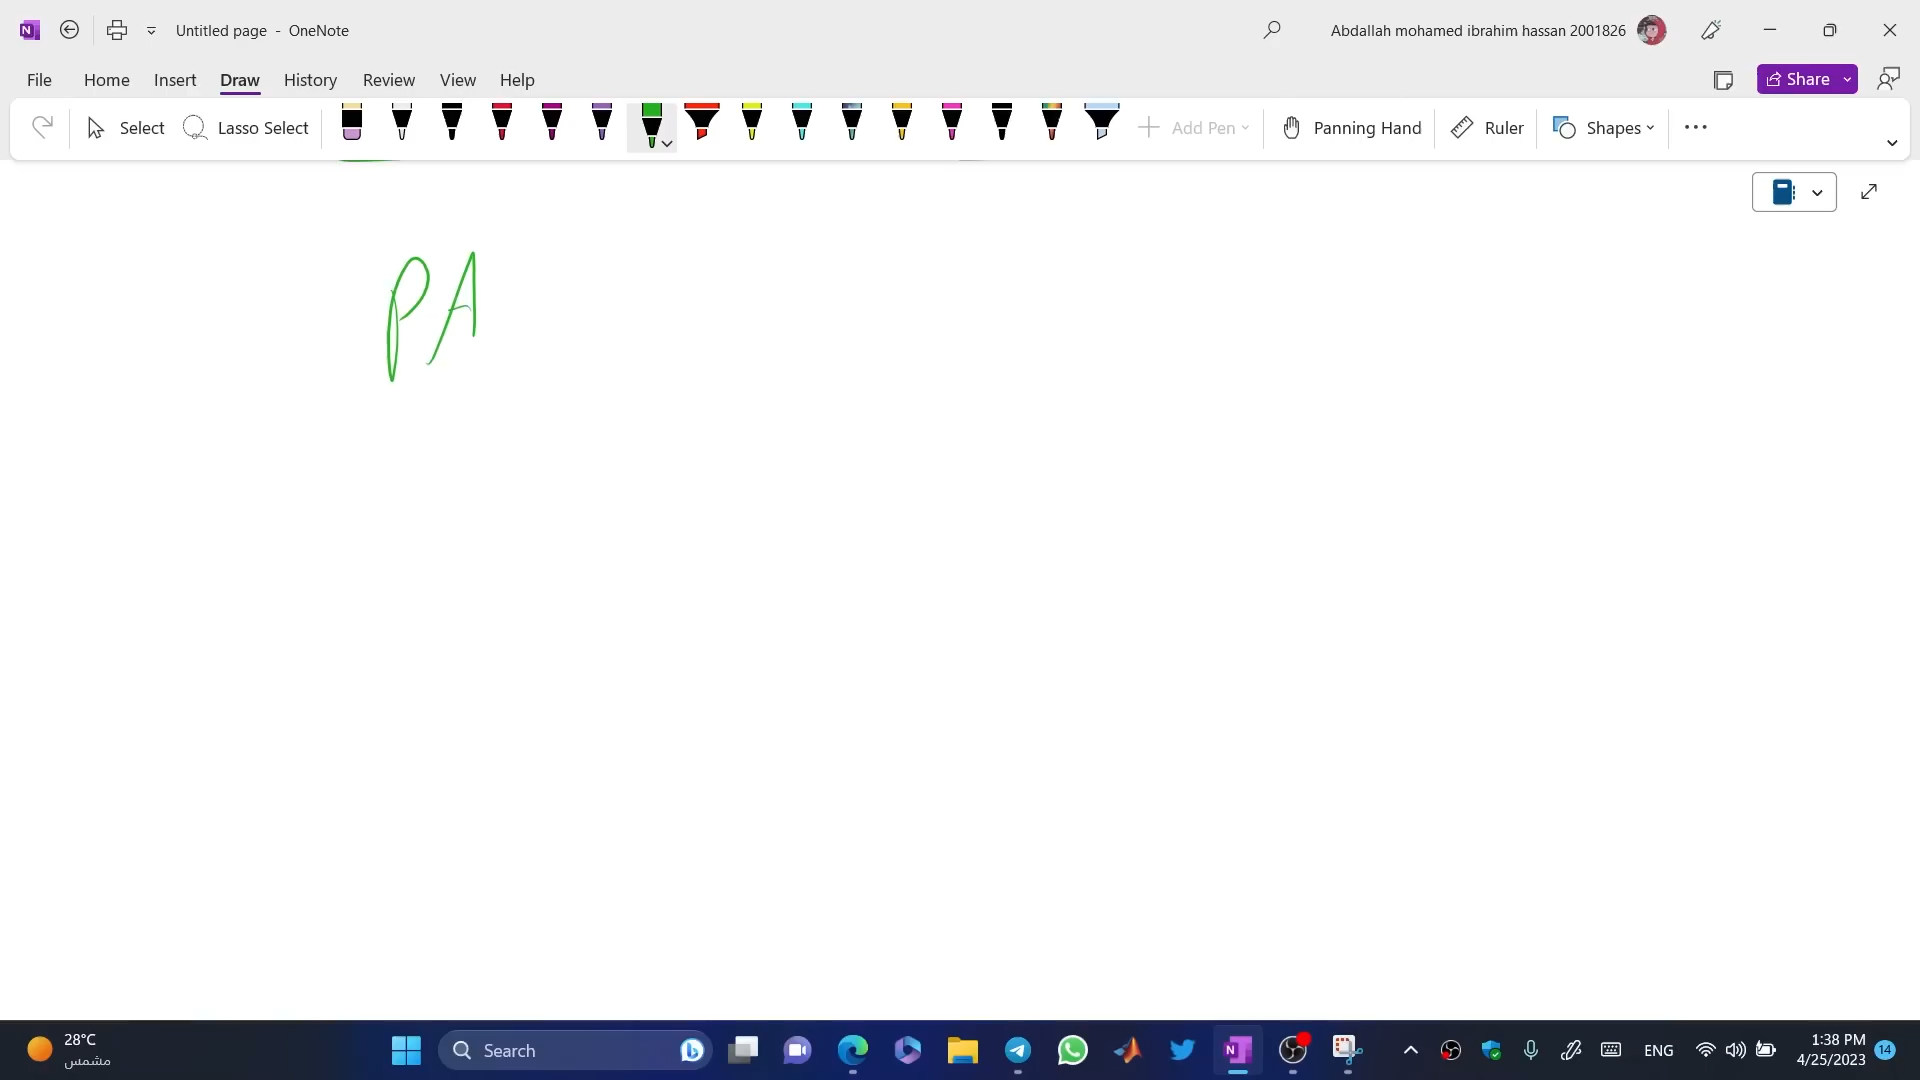 Untitled page - OneNote
Abdallah mohamed ibrahim hassan 2001826
File Home Insert Draw History Review View Help
Share
Select Lasso Select Add Pen Panning Hand Ruler Shapes
PA
28°C
مشمس
Search
ENG
1:38 PM
4/25/2023
14